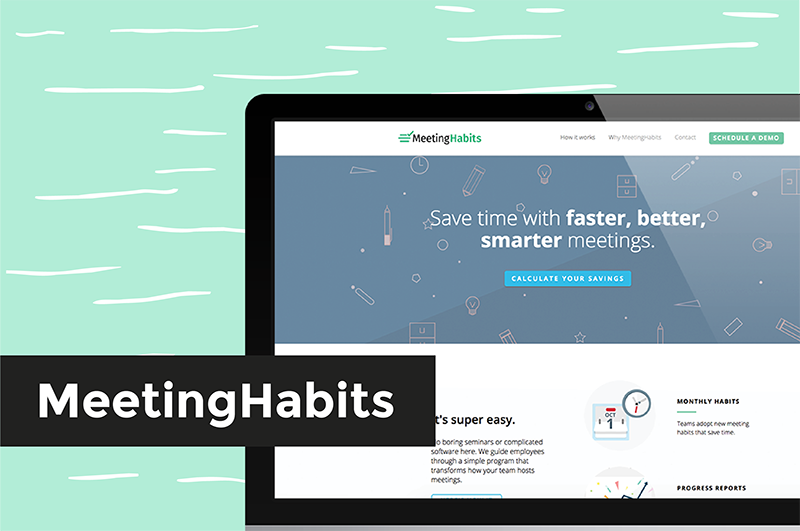 MeetingHabits
How it works
Why MeetingHabits
Contact
SCHEDULE A DEMO
Save time with faster, better,
smarter meetings.
CALCULATE YOUR SAVINGS
MeetingHabits
It's super easy.
No boring seminars or complicated
software here. We guide employees
through a simple program that
transforms how your team hosts
meetings.
OCT
1
MONTHLY HABITS
Teams adopt new meeting
habits that save time.
PROGRESS REPORTS